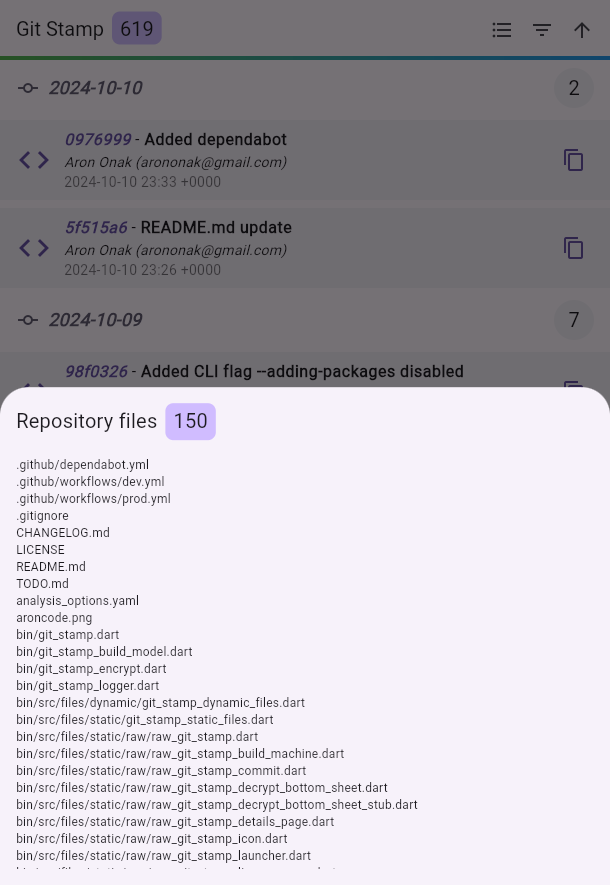 Git Stamp 619
2024-10-10 2
0976999 - Added dependabot
Aron Onak (arononak@gmail.com)
2024-10-10 23:33 +0000
5f515a6 - README.md update
Aron Onak (arononak@gmail.com)
2024-10-10 23:26 +0000
2024-10-09 7
98f0326 - Added CLI flag --adding-packages disabled
Repository files 150
.github/dependabot.yml
.github/workflows/dev.yml
.github/workflows/prod.yml
.gitignore
CHANGELOG.md
LICENSE
README.md
TODO.md
analysis_options.yaml
aroncode.png
bin/git_stamp.dart
bin/git_stamp_build_model.dart
bin/git_stamp_encrypt.dart
bin/git_stamp_logger.dart
bin/src/files/dynamic/git_stamp_dynamic_files.dart
bin/src/files/static/git_stamp_static_files.dart
bin/src/files/static/raw/raw_git_stamp.dart
bin/src/files/static/raw/raw_git_stamp_build_machine.dart
bin/src/files/static/raw/raw_git_stamp_commit.dart
bin/src/files/static/raw/raw_git_stamp_decrypt_bottom_sheet.dart
bin/src/files/static/raw/raw_git_stamp_decrypt_bottom_sheet_stub.dart
bin/src/files/static/raw/raw_git_stamp_details_page.dart
bin/src/files/static/raw/raw_git_stamp_icon.dart
bin/src/files/static/raw/raw_git_stamp_launcher.dart